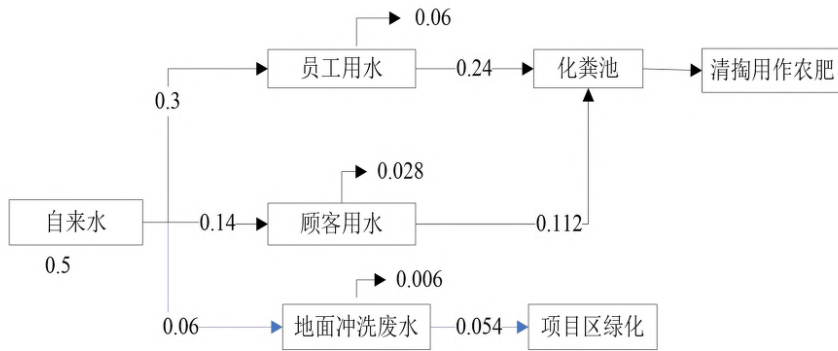 0.06
员工用水
0.24
化粪池
清掏用作农肥
0.3
0.028
自来水
0.14
顾客用水
0.112
0.5
0.006
0.06
地面冲洗废水
0.054
项目区绿化